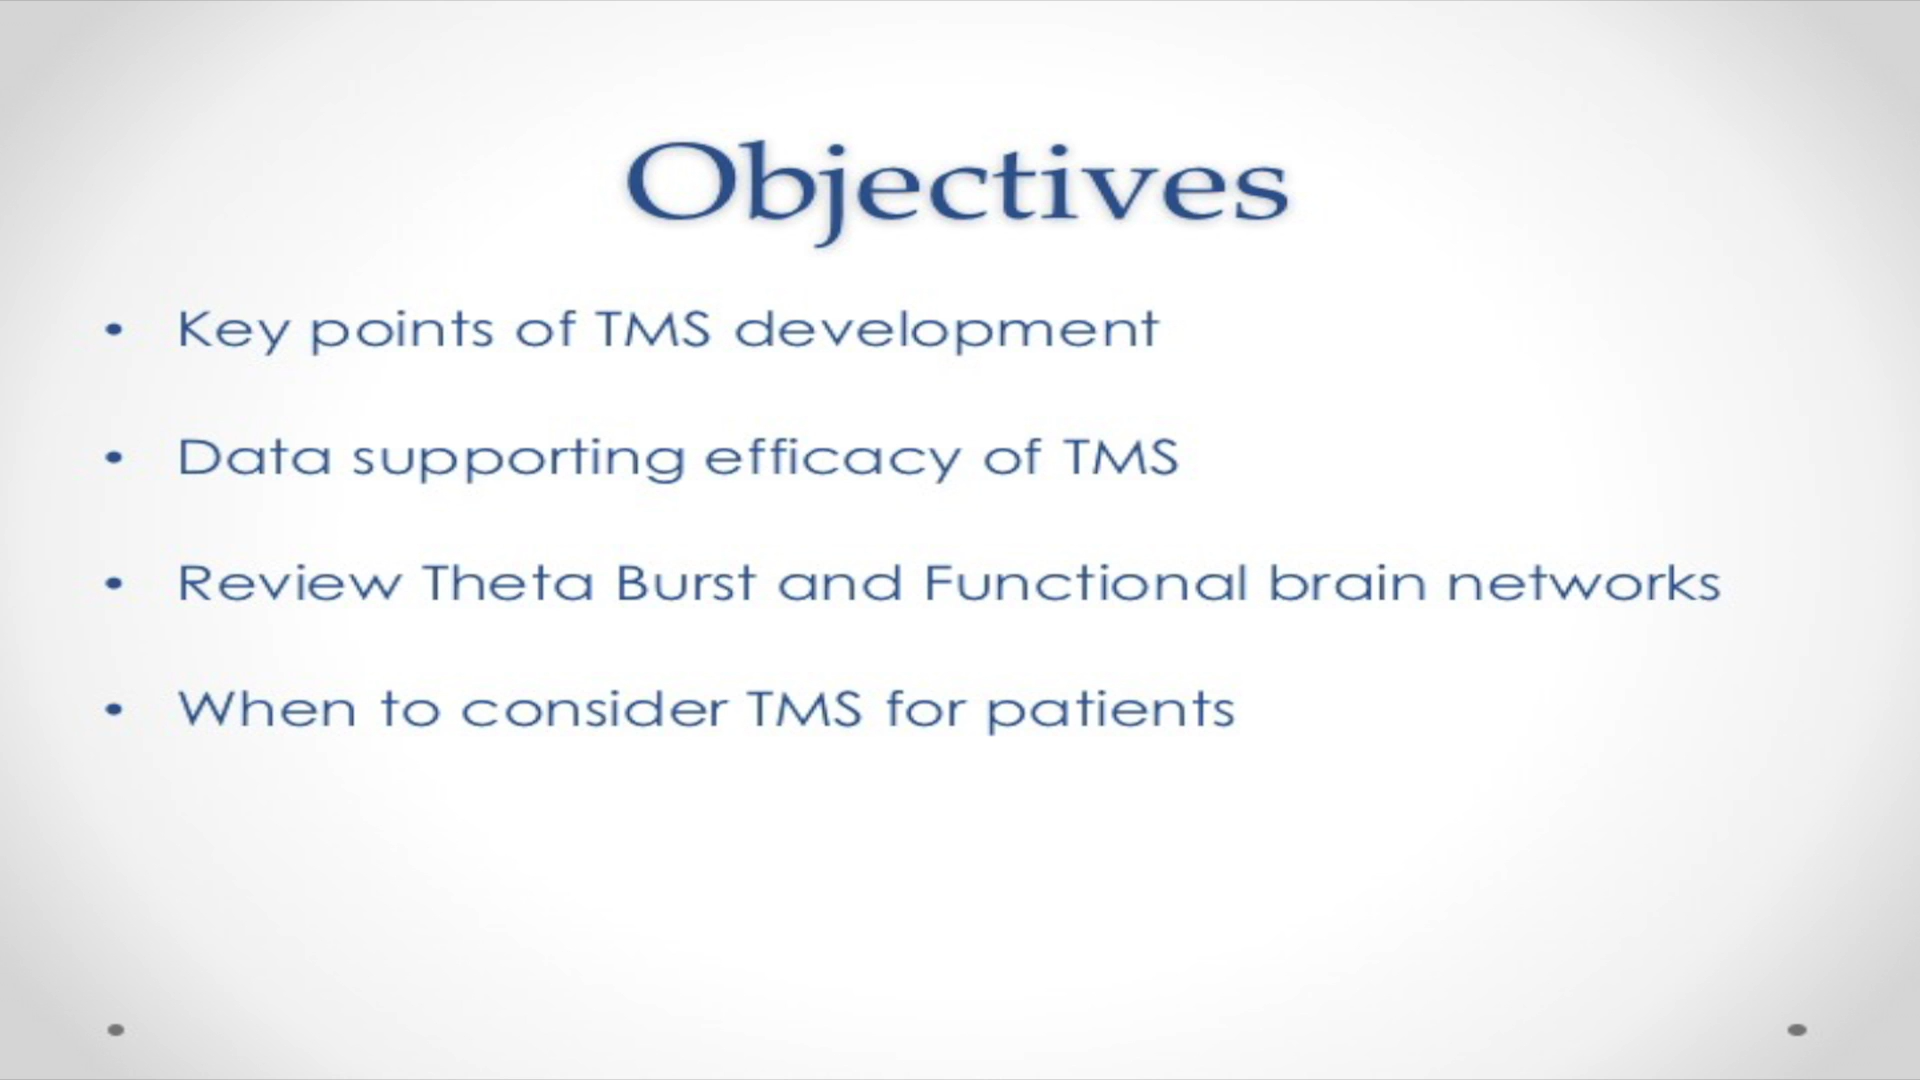 Objectives
• Key points of TMS development
• Data supporting efficacy of TMS
• Review Theta Burst and Functional brain networks
• When to consider TMS for patients